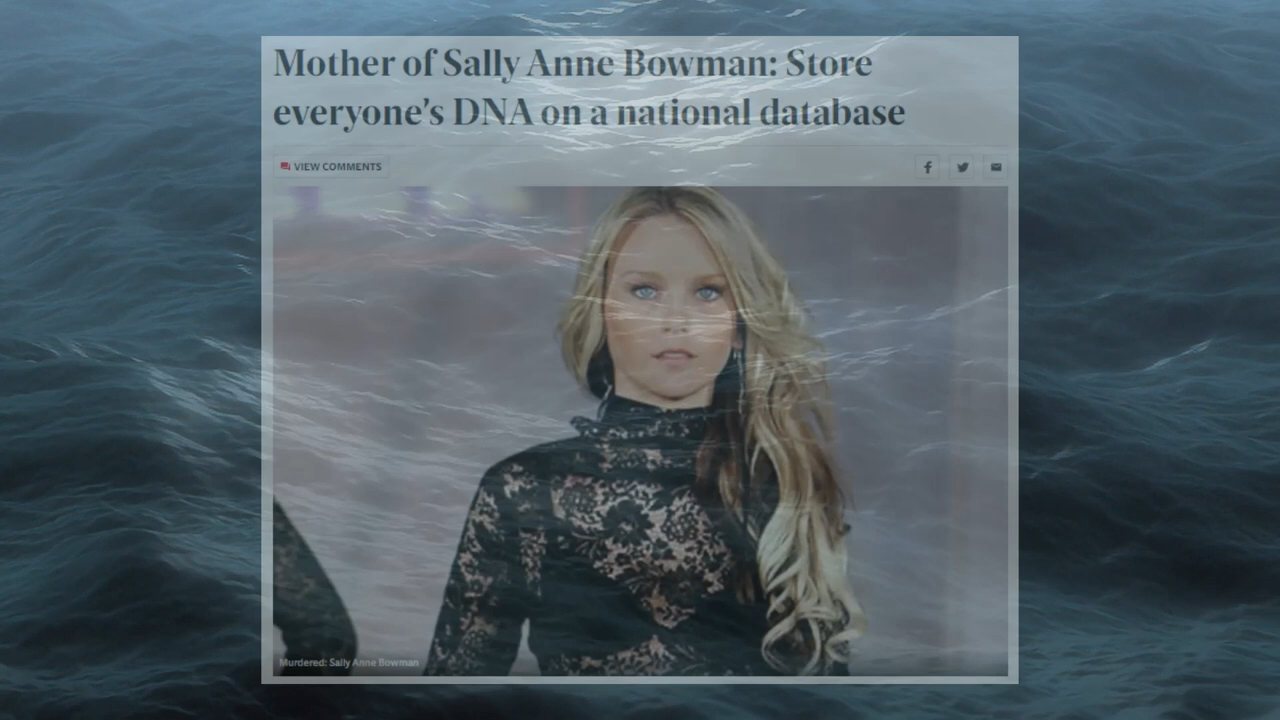 Mother of Sally Anne Bowman: Store
everyone's DNA on a national database
VIEW COMMENTS
Murdered: Sally Anne Bowman